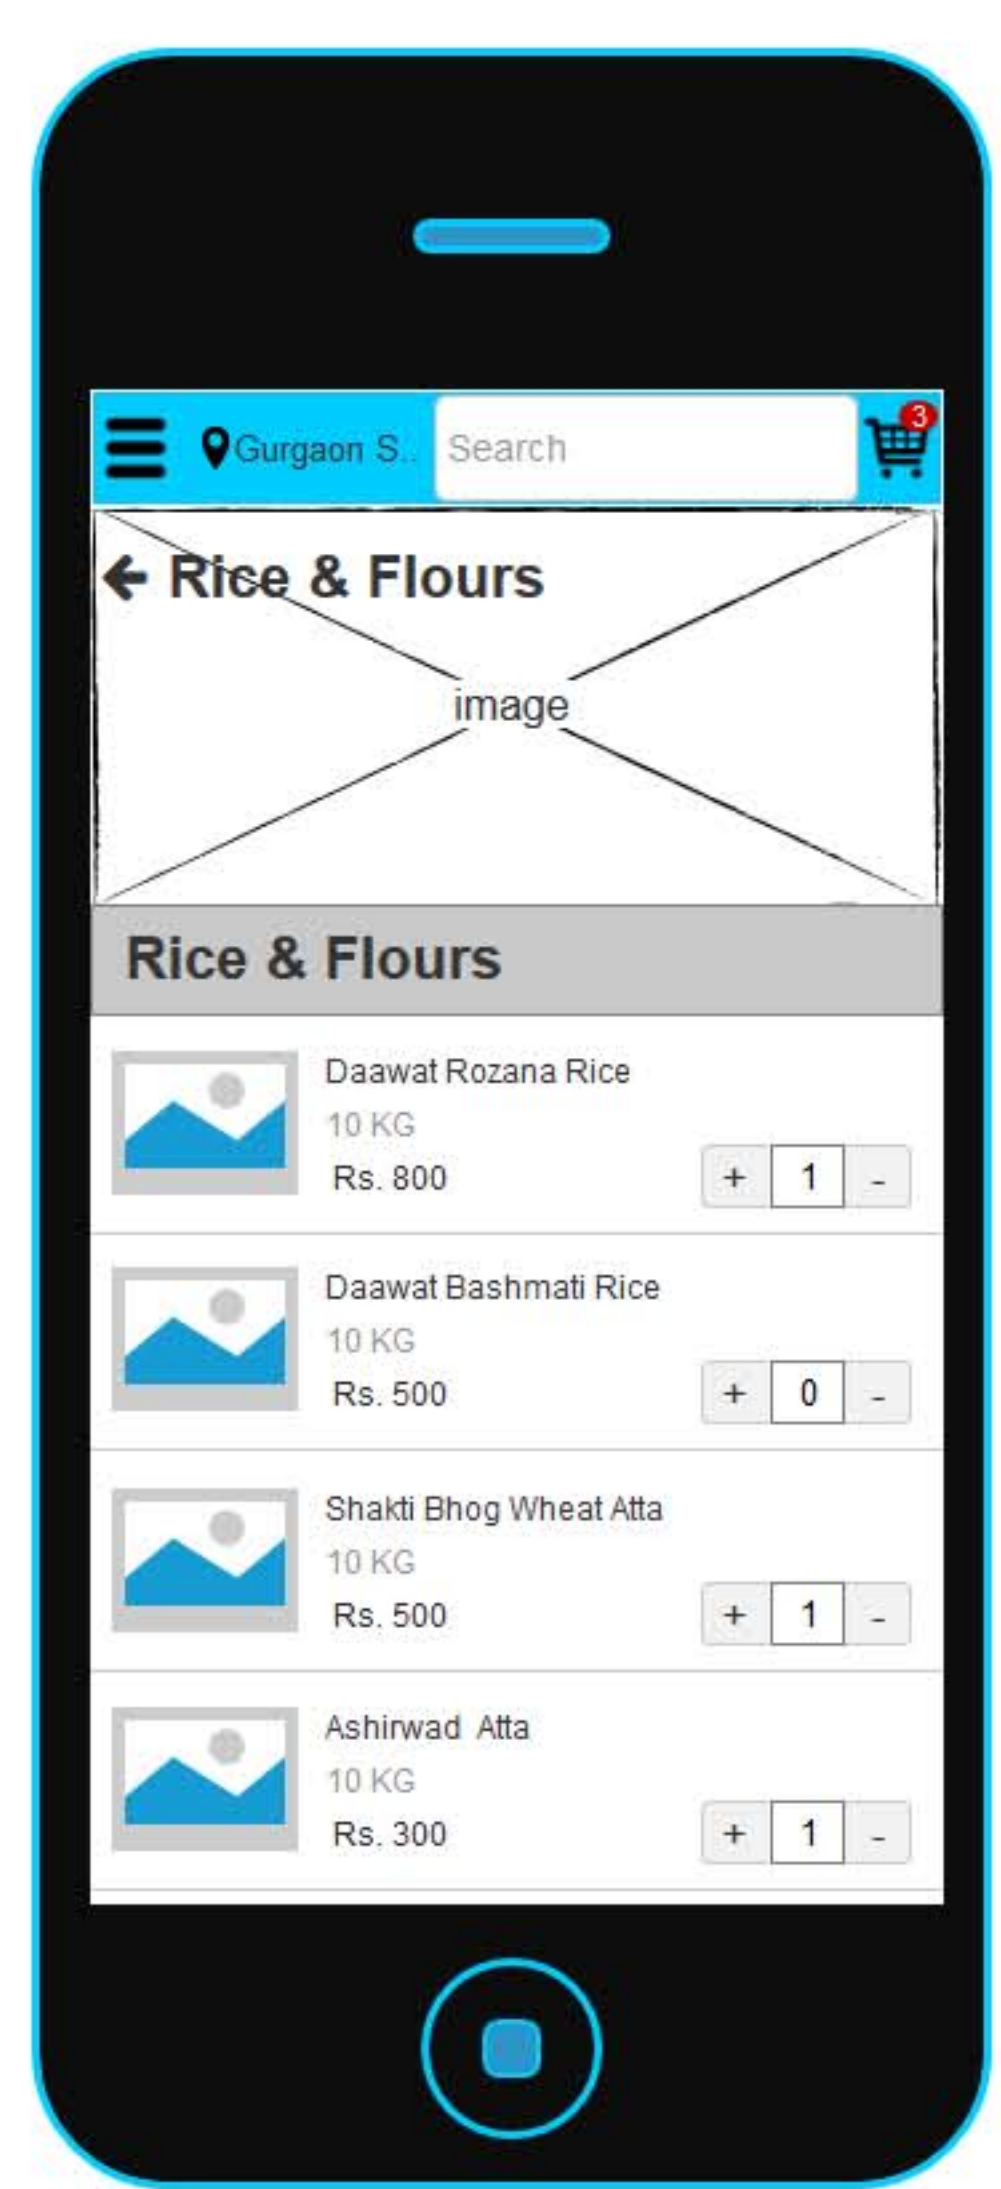 Gurgaon S.. Search 3
Rice & Flours
image
Rice & Flours
Daawat Rozana Rice
10 KG
Rs. 800
+ 1 -
Daawat Bashmati Rice
10 KG
Rs. 500
+ 0 -
Shakti Bhog Wheat Atta
10 KG
Rs. 500
+ 1 -
Ashirwad Atta
10 KG
Rs. 300
+ 1 -